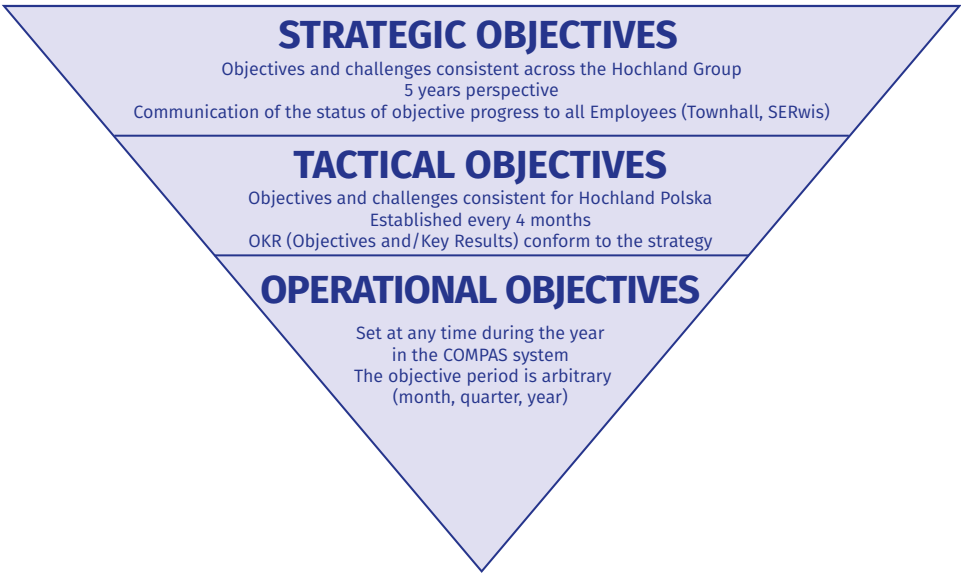 STRATEGIC OBJECTIVES
Objectives and challenges consistent across the Hochland Group
5 years perspective
Communication of the status of objective progress to all Employees (Townhall, SERwis)
TACTICAL OBJECTIVES
Objectives and challenges consistent for Hochland Polska
Established every 4 months
OKR (Objectives and/Key Results) conform to the strategy
OPERATIONAL OBJECTIVES
Set at any time during the year
in the COMPAS system
The objective period is arbitrary
(month, quarter, year)